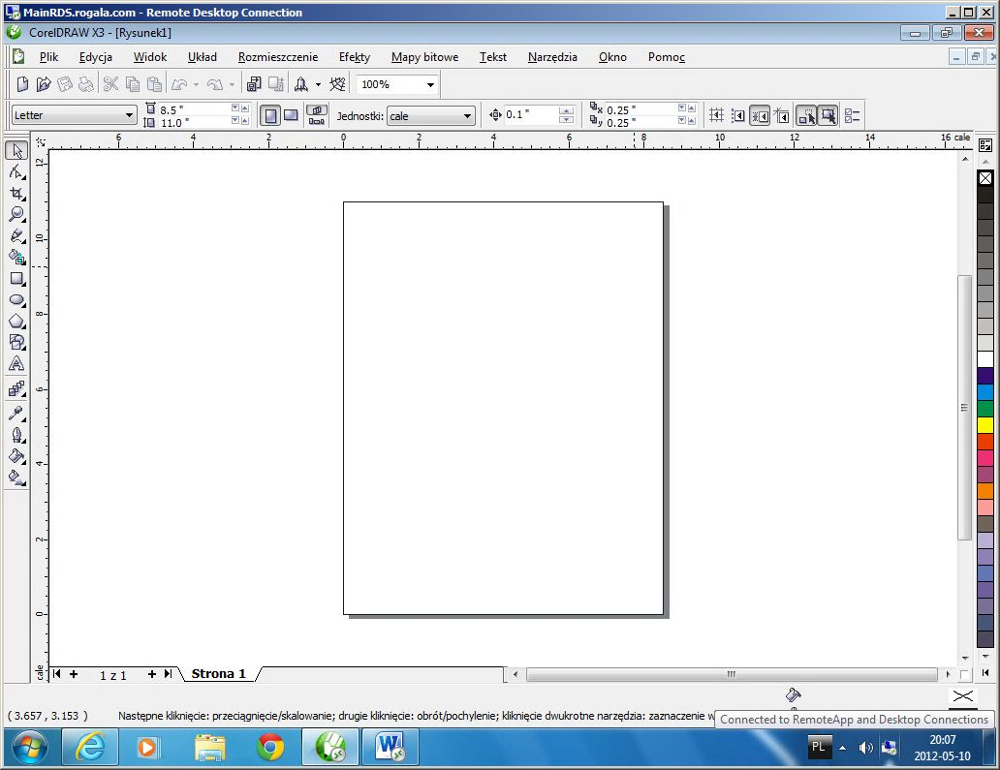 MainRDS.rogala.com - Remote Desktop Connection
CorelDRAW X3 - [Rysunek1]
Plik Edycja Widok Układ Rozmieszczenie Efekty Mapy bitowe Tekst Narzędzia Okno Pomoc
100%
Letter 8.5 " 11.0 " Jednostki: cale 0.1 " x 0.25 " y 0.25 "
6 4 2 0 2 4 6 8 10 12 14 16 cale
12
10
8
6
4
2
0
cale
1 z 1 Strona 1
( 3.657 , 3.153 ) Następne kliknięcie: przeciągnięcie/skalowanie; drugie kliknięcie: obrót/pochylenie; kliknięcie dwukrotne narzędzia: zaznaczenie w
Connected to RemoteApp and Desktop Connections
PL 20:07
2012-05-10